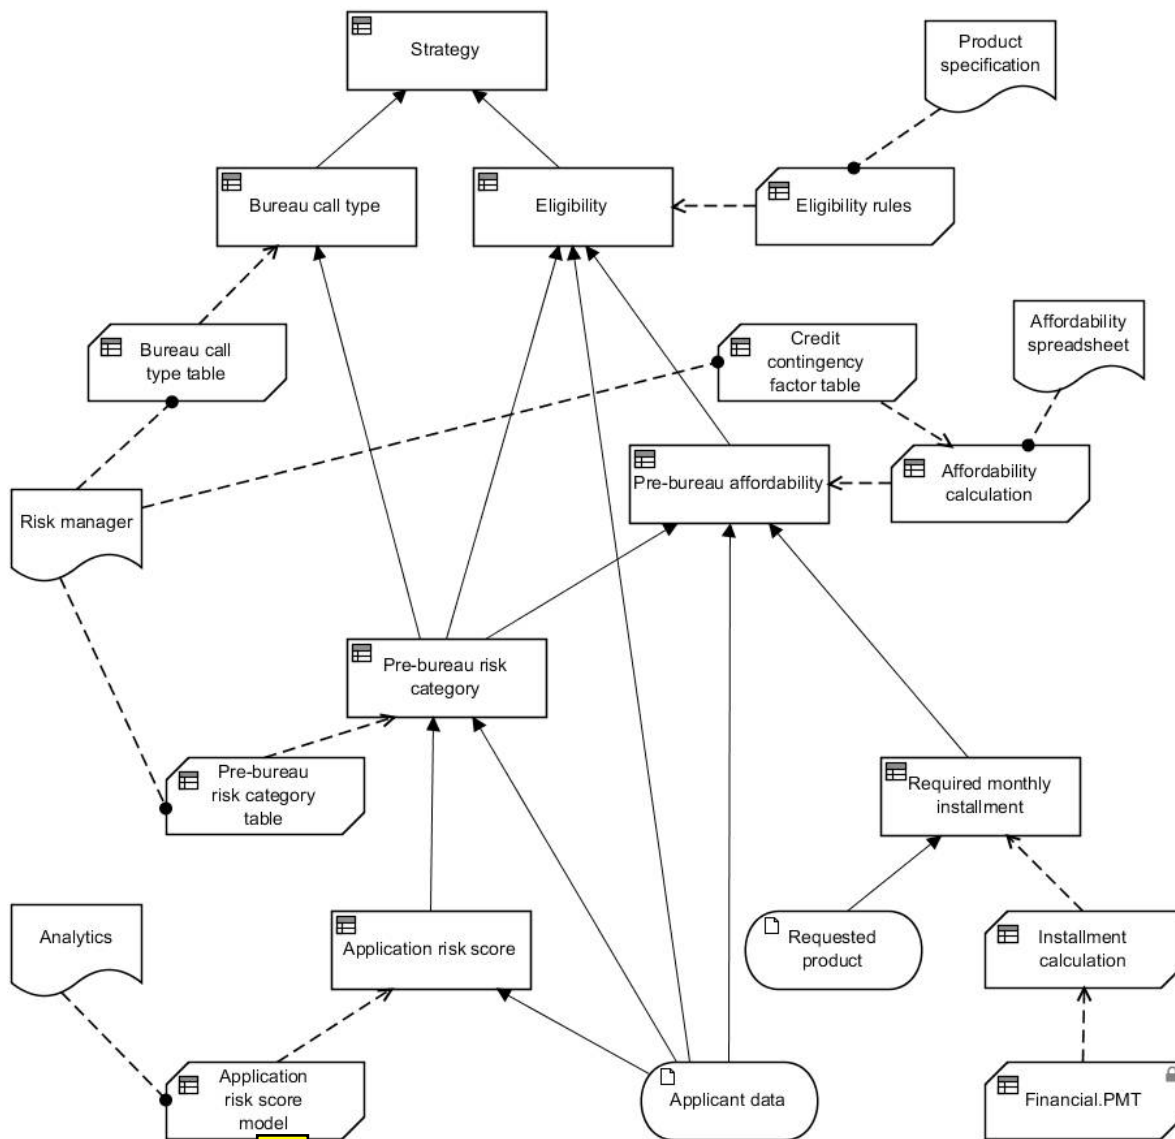 Strategy
Product
specification
Bureau call type
Eligibility
Eligibility rules
Bureau call
type table
Credit
contingency
factor table
Affordability
spreadsheet
Pre-bureau affordability
Affordability
calculation
Risk manager
Pre-bureau risk
category
Pre-bureau
risk category
table
Required monthly
installment
Analytics
Application risk score
Requested
product
Installment
calculation
Application
risk score
model
Applicant data
Financial.PMT